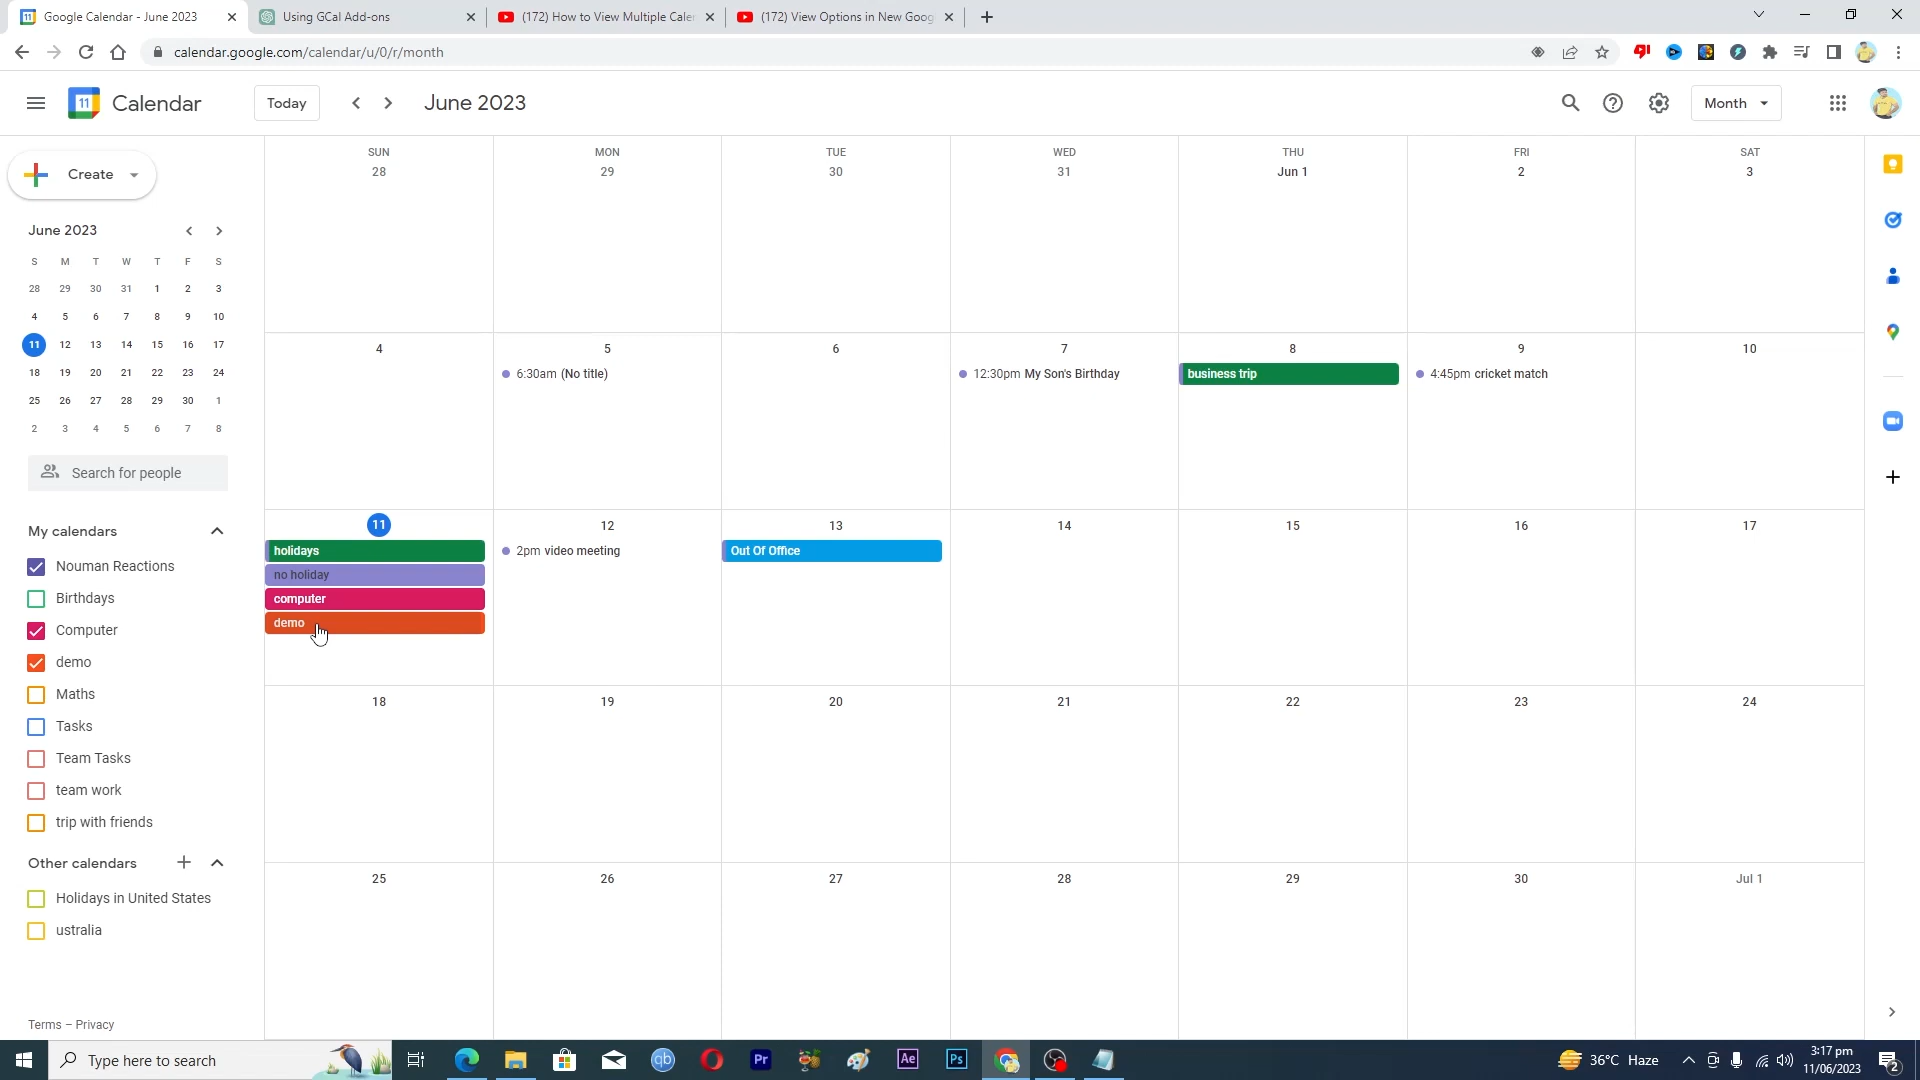 Google Calendar - June 2023
Using GCal Add-ons
(172) How to View Multiple Caler
(172) View Options in New Goog
calendar.google.com/calendar/u/0/r/month
11
Calendar
Today
June 2023
Month
Create
June 2023
S M T W T F S
28 29 30 31 1 2 3
4 5 6 7 8 9 10
11 12 13 14 15 16 17
18 19 20 21 22 23 24
25 26 27 28 29 30 1
2 3 4 5 6 7 8
Search for people
My calendars
Nouman Reactions
Birthdays
Computer
demo
Maths
Tasks
Team Tasks
team work
trip with friends
Other calendars
Holidays in United States
ustralia
Terms – Privacy
SUN MON TUE WED THU FRI SAT
28 29 30 31 Jun 1 2 3
4 5 6 7 8 9 10
6:30am (No title)
12:30pm My Son's Birthday
business trip
4:45pm cricket match
11 12 13 14 15 16 17
holidays
2pm video meeting
Out Of Office
no holiday
computer
demo
18 19 20 21 22 23 24
25 26 27 28 29 30 Jul 1
Type here to search
qb
Pr
Ae
Ps
36°C Haze
3:17 pm
11/06/2023
2